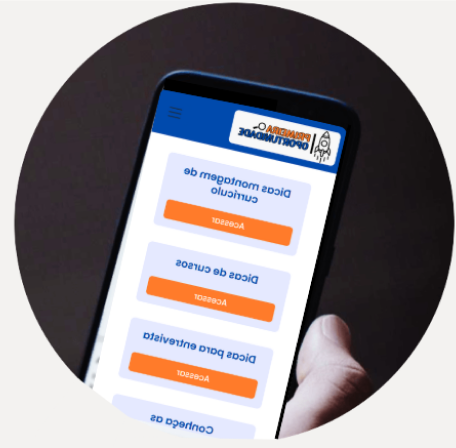 PRIMEIRA
OPORTUNIDADE
Dicas montagem de
currículo
Acessar
Dicas de cursos
Acessar
Dicas para entrevista
Acessar
Conheça as